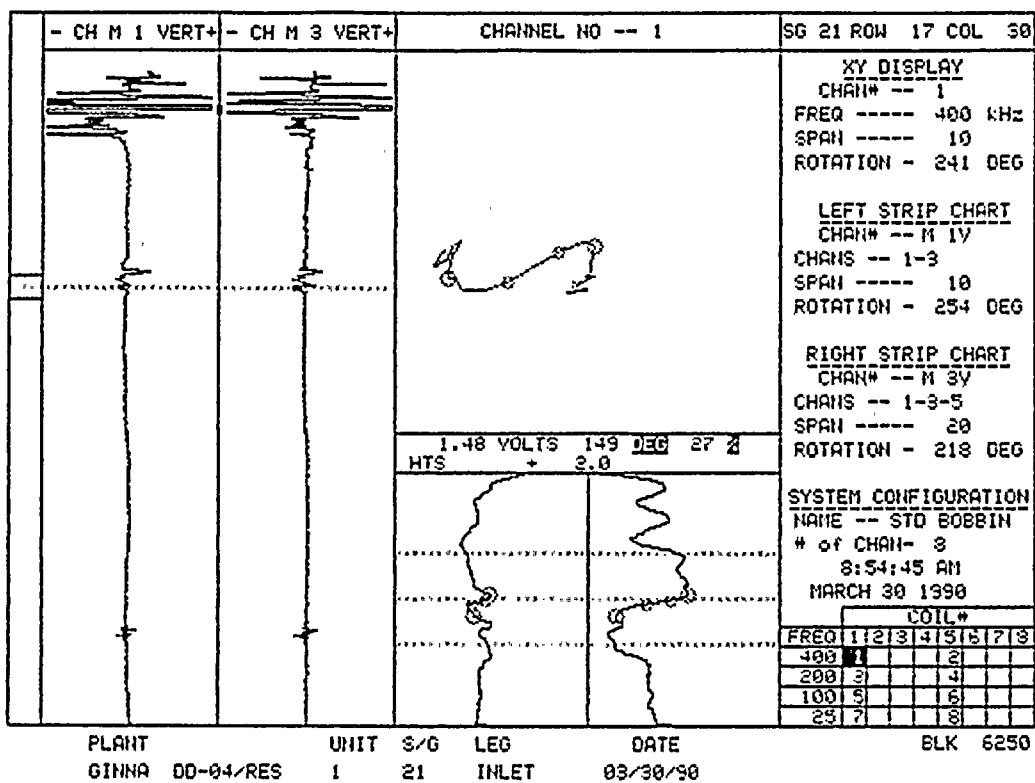 - CH M 1 VERT+
- CH M 3 VERT+
CHANNEL NO -- 1
SG 21 ROW 17 COL 30
XY DISPLAY
CHAN# -- 1
FREQ ----- 400 kHz
SPAN ----- 10
ROTATION - 241 DEG
LEFT STRIP CHART
CHAN# -- M 1V
CHANS -- 1-3
SPAN ----- 10
ROTATION - 254 DEG
RIGHT STRIP CHART
CHAN# -- M 3V
CHANS -- 1-3-5
SPAN ----- 20
ROTATION - 218 DEG
1.48 VOLTS 149 DEG 27 %
HTS + 2.0
SYSTEM CONFIGURATION
NAME -- STD BOBBIN
# of CHAN- 8
8:54:45 AM
MARCH 30 1990
COIL#
FREQ 1 2 3 4 5 6 7 8
400 1 2
200 3 4
100 5 6
25 7 8
PLANT UNIT S/G LEG DATE BLK 6250
GINNA DD-04/RES 1 21 INLET 03/30/90